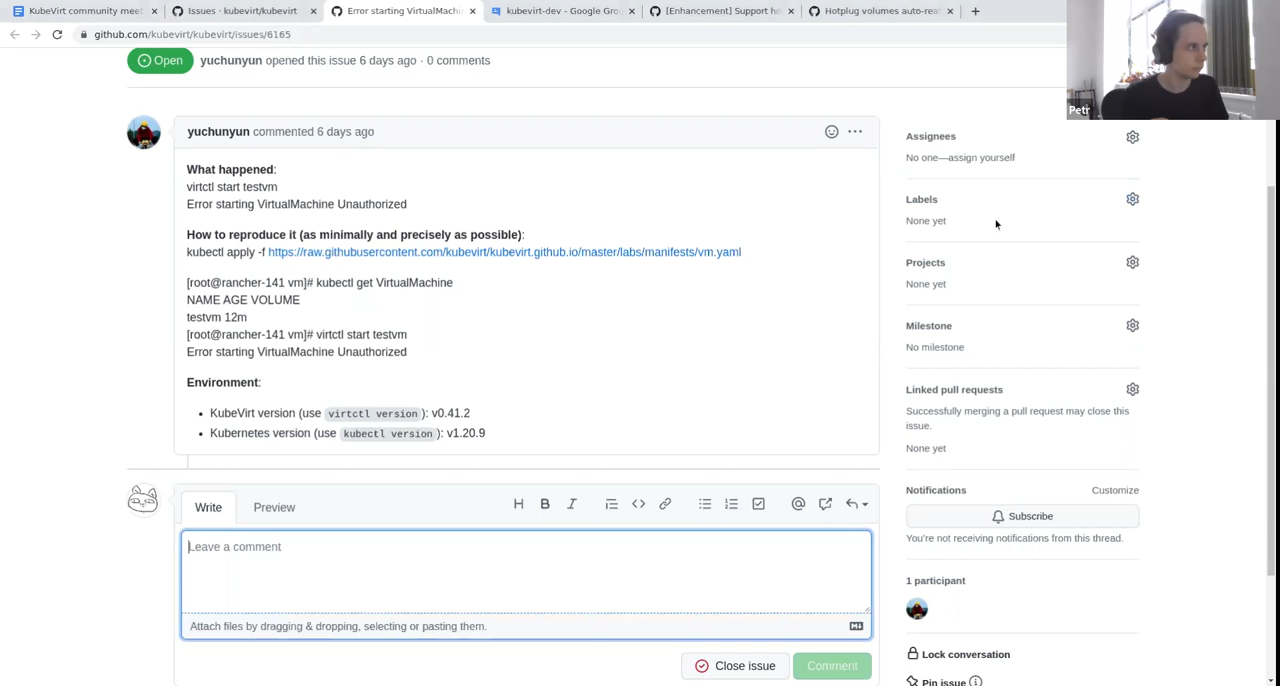 KubeVirt community mee
Issues · kubevirt/kubevirt
Error starting VirtualMachi
kubevirt-dev - Google Gro
[Enhancement] Support ho
Hotplug volumes auto-rea
github.com/kubevirt/kubevirt/issues/6165
Petr
Open
yuchunyun opened this issue 6 days ago · 0 comments
yuchunyun commented 6 days ago
What happened:
virtctl start testvm
Error starting VirtualMachine Unauthorized
How to reproduce it (as minimally and precisely as possible):
kubectl apply -f https://raw.githubusercontent.com/kubevirt/kubevirt.github.io/master/labs/manifests/vm.yaml
[root@rancher-141 vm]# kubectl get VirtualMachine
NAME AGE VOLUME
testvm 12m
[root@rancher-141 vm]# virtctl start testvm
Error starting VirtualMachine Unauthorized
Environment:
• KubeVirt version (use virtctl version): v0.41.2
• Kubernetes version (use kubectl version): v1.20.9
Write
Preview
Leave a comment
Attach files by dragging & dropping, selecting or pasting them.
Close issue
Comment
Assignees
No one—assign yourself
Labels
None yet
Projects
None yet
Milestone
No milestone
Linked pull requests
Successfully merging a pull request may close this
issue.
None yet
Notifications
Customize
Subscribe
You're not receiving notifications from this thread.
1 participant
Lock conversation
Pin issue